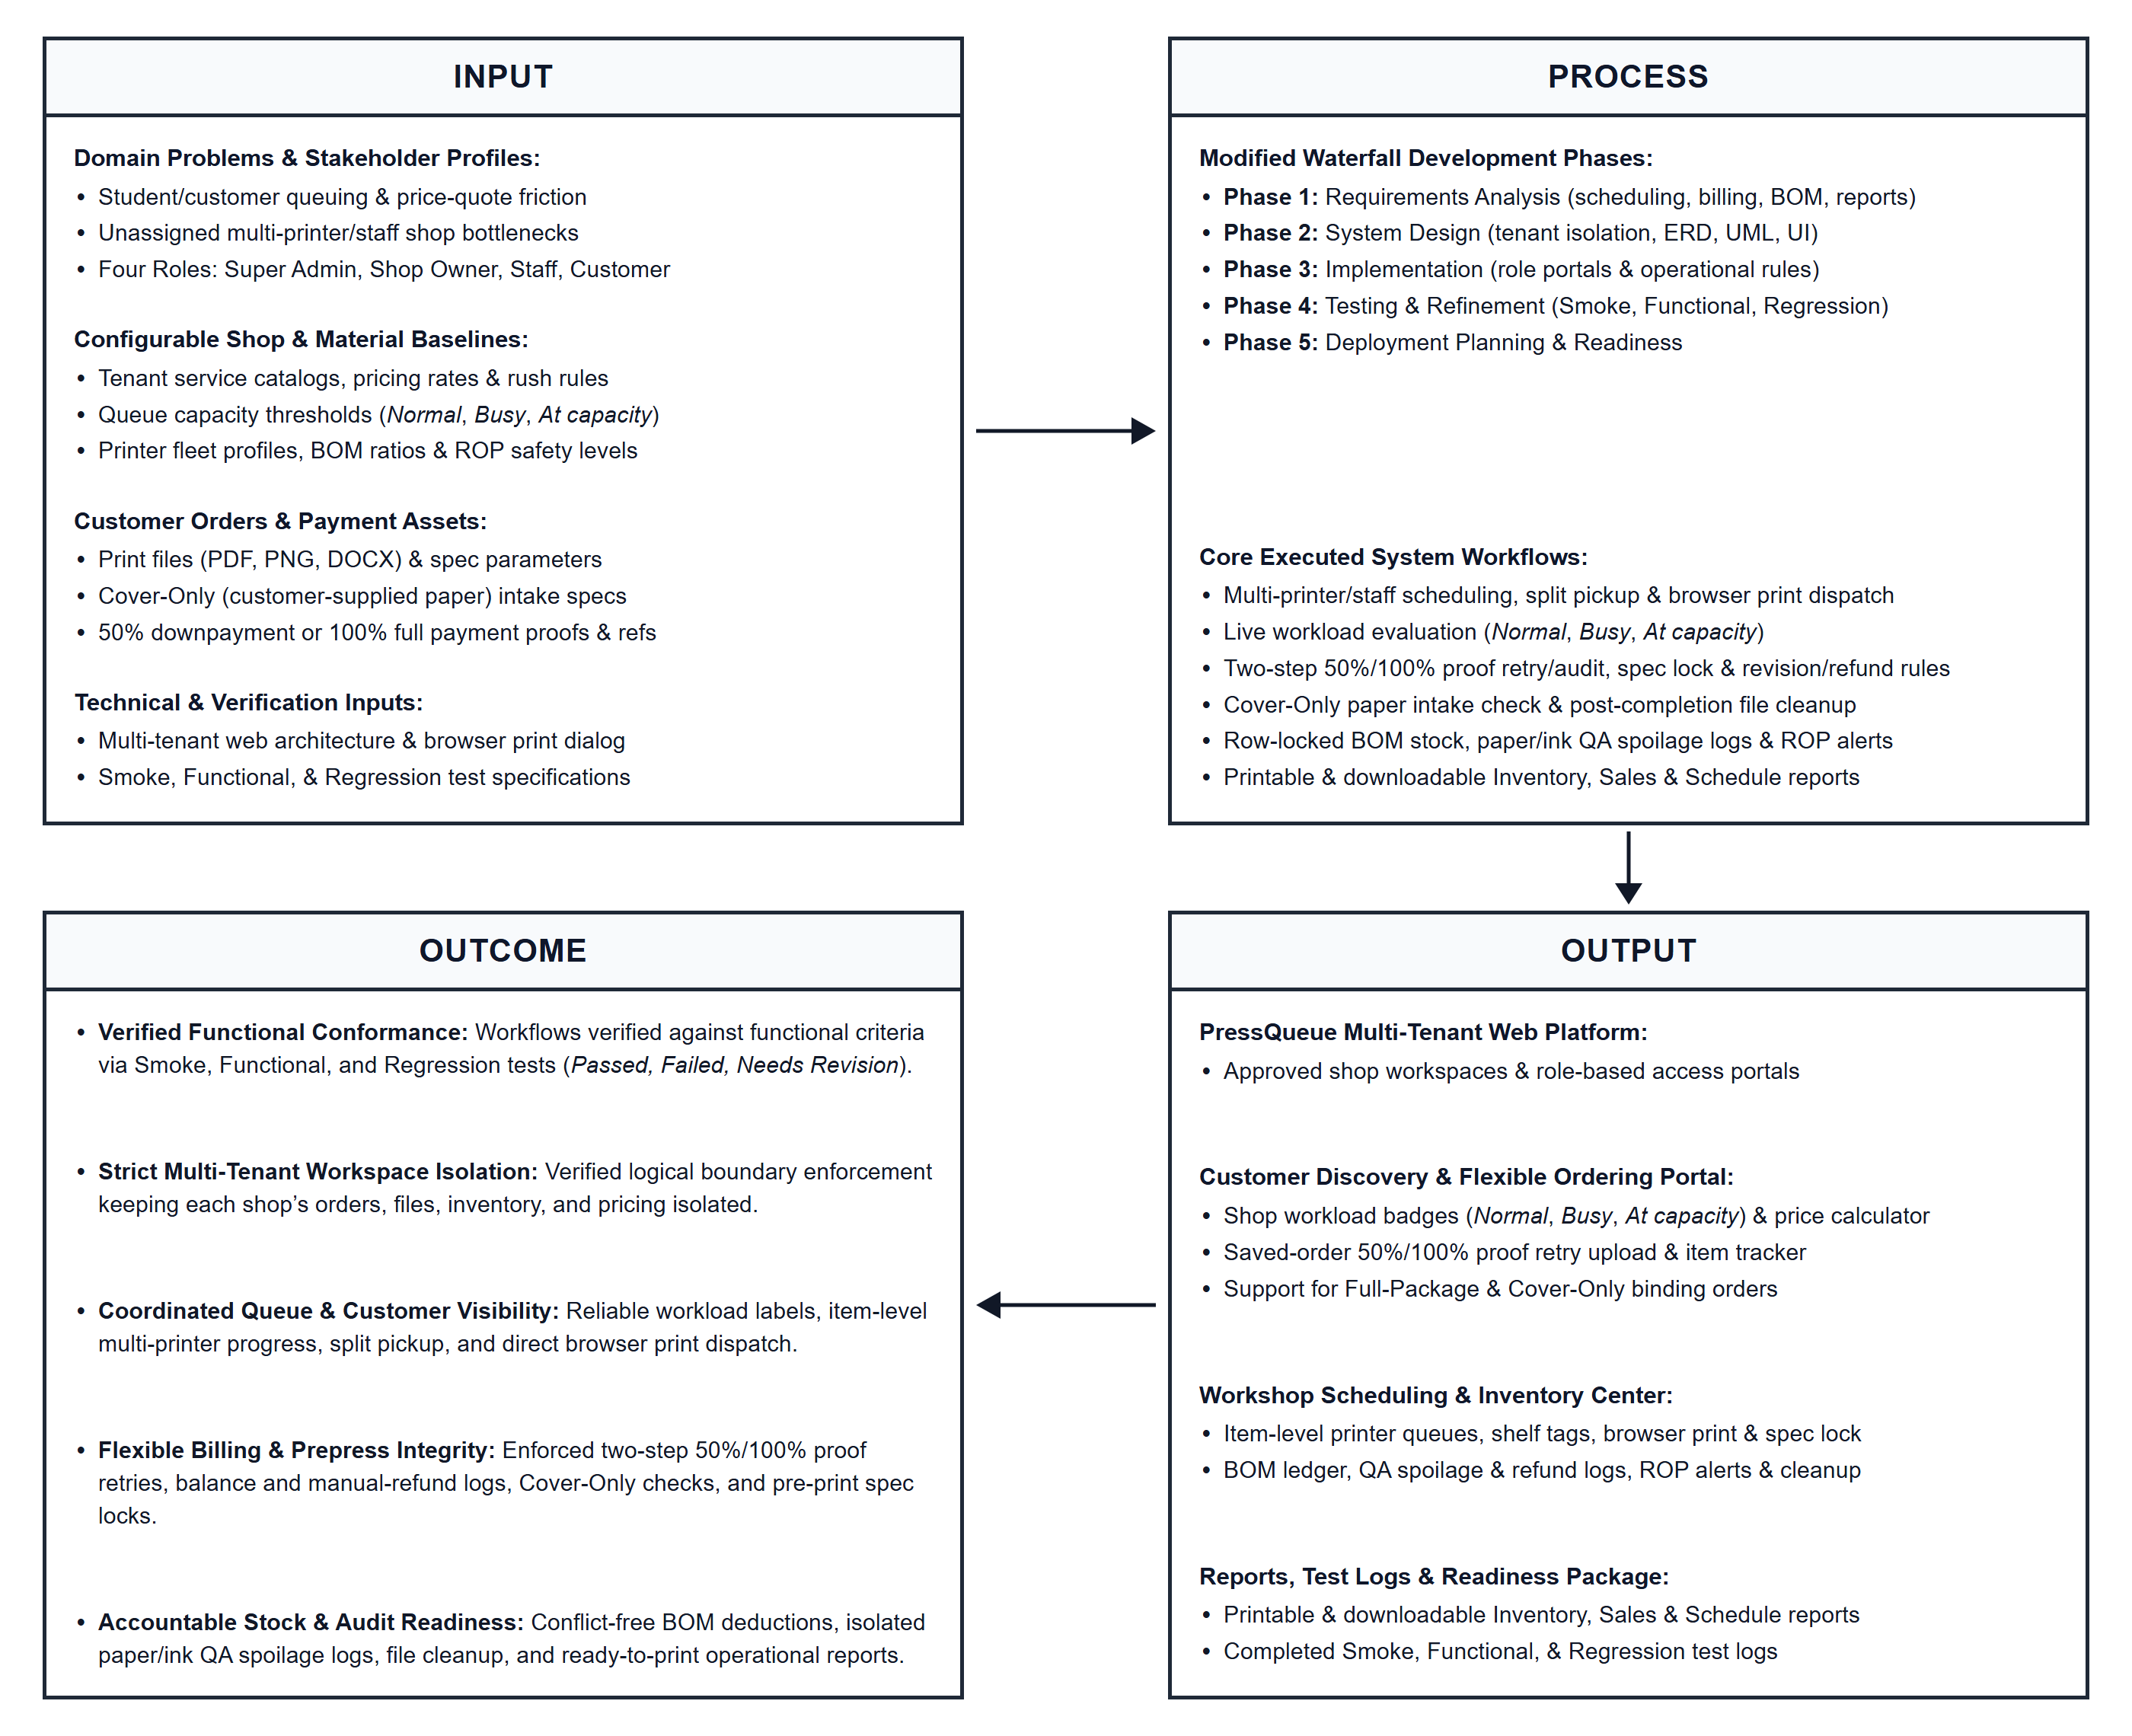 INPUT
Domain Problems & Stakeholder Profiles:
• Student/customer queuing & price-quote friction
• Unassigned multi-printer/staff shop bottlenecks
• Four Roles: Super Admin, Shop Owner, Staff, Customer
Configurable Shop & Material Baselines:
• Tenant service catalogs, pricing rates & rush rules
• Queue capacity thresholds (Normal, Busy, At capacity)
• Printer fleet profiles, BOM ratios & ROP safety levels
Customer Orders & Payment Assets:
• Print files (PDF, PNG, DOCX) & spec parameters
• Cover-Only (customer-supplied paper) intake specs
• 50% downpayment or 100% full payment proofs & refs
Technical & Verification Inputs:
• Multi-tenant web architecture & browser print dialog
• Smoke, Functional, & Regression test specifications
PROCESS
Modified Waterfall Development Phases:
• Phase 1: Requirements Analysis (scheduling, billing, BOM, reports)
• Phase 2: System Design (tenant isolation, ERD, UML, UI)
• Phase 3: Implementation (role portals & operational rules)
• Phase 4: Testing & Refinement (Smoke, Functional, Regression)
• Phase 5: Deployment Planning & Readiness
Core Executed System Workflows:
• Multi-printer/staff scheduling, split pickup & browser print dispatch
• Live workload evaluation (Normal, Busy, At capacity)
• Two-step 50%/100% proof retry/audit, spec lock & revision/refund rules
• Cover-Only paper intake check & post-completion file cleanup
• Row-locked BOM stock, paper/ink QA spoilage logs & ROP alerts
• Printable & downloadable Inventory, Sales & Schedule reports
OUTPUT
PressQueue Multi-Tenant Web Platform:
• Approved shop workspaces & role-based access portals
Customer Discovery & Flexible Ordering Portal:
• Shop workload badges (Normal, Busy, At capacity) & price calculator
• Saved-order 50%/100% proof retry upload & item tracker
• Support for Full-Package & Cover-Only binding orders
Workshop Scheduling & Inventory Center:
• Item-level printer queues, shelf tags, browser print & spec lock
• BOM ledger, QA spoilage & refund logs, ROP alerts & cleanup
Reports, Test Logs & Readiness Package:
• Printable & downloadable Inventory, Sales & Schedule reports
• Completed Smoke, Functional, & Regression test logs
OUTCOME
• Verified Functional Conformance: Workflows verified against functional criteria
via Smoke, Functional, and Regression tests (Passed, Failed, Needs Revision).
• Strict Multi-Tenant Workspace Isolation: Verified logical boundary enforcement
keeping each shop’s orders, files, inventory, and pricing isolated.
• Coordinated Queue & Customer Visibility: Reliable workload labels, item-level
multi-printer progress, split pickup, and direct browser print dispatch.
• Flexible Billing & Prepress Integrity: Enforced two-step 50%/100% proof
retries, balance and manual-refund logs, Cover-Only checks, and pre-print spec
locks.
• Accountable Stock & Audit Readiness: Conflict-free BOM deductions, isolated
paper/ink QA spoilage logs, file cleanup, and ready-to-print operational reports.